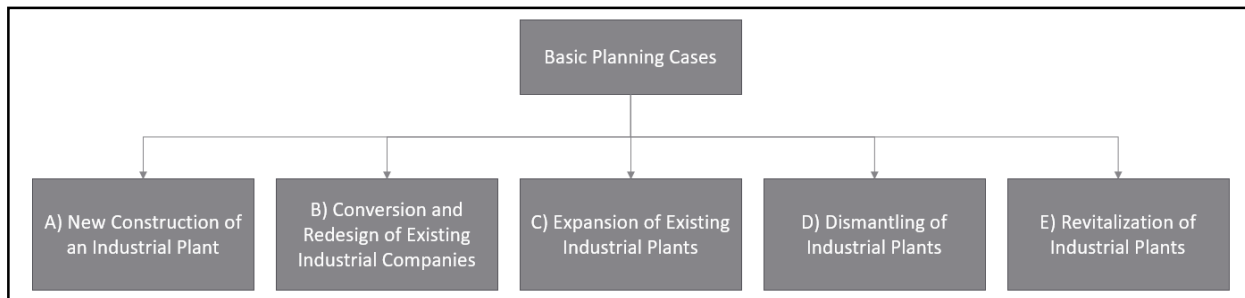 Basic Planning Cases
A) New Construction of
an Industrial Plant
B) Conversion and
Redesign of Existing
Industrial Companies
C) Expansion of Existing
Industrial Plants
D) Dismantling of
Industrial Plants
E) Revitalization of
Industrial Plants